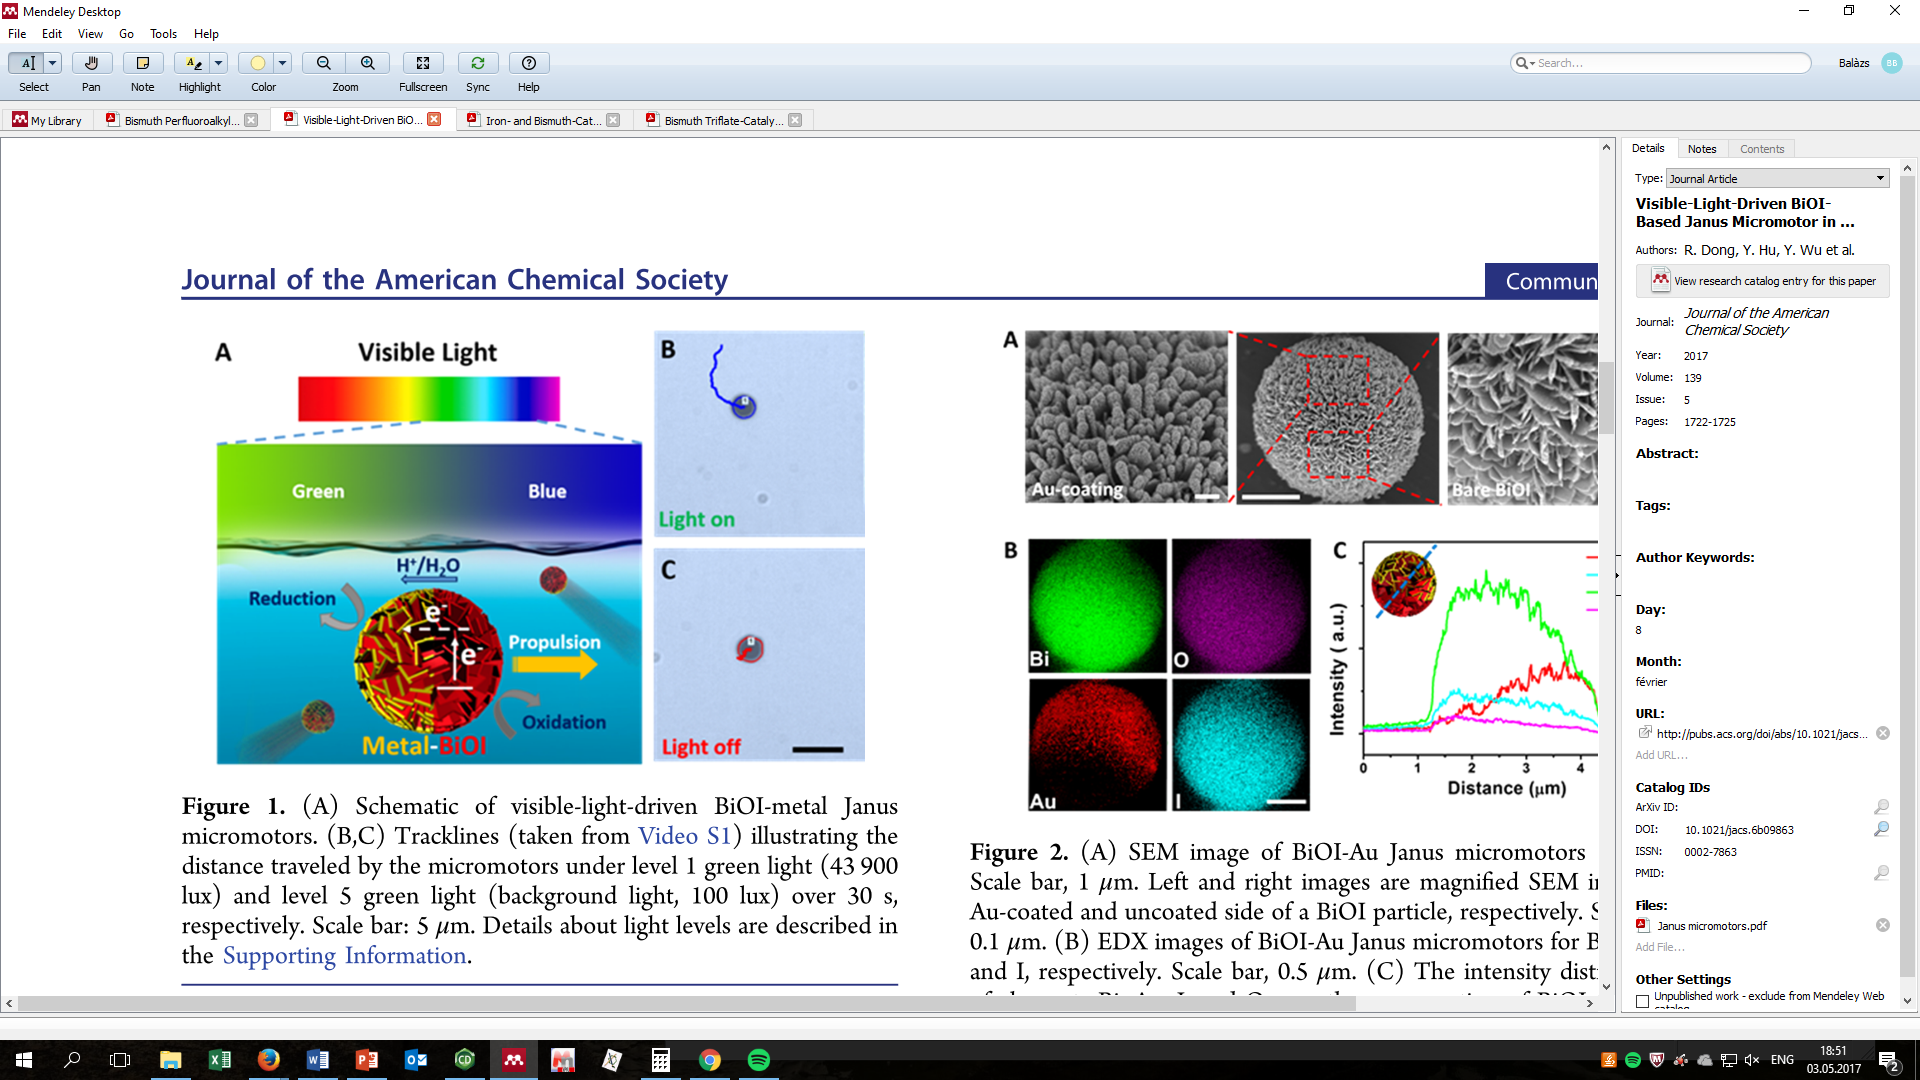 Mendeley Desktop
File Edit View Go Tools Help
Search...
Balàzs BB
Select Pan Note Highlight Color Zoom Fullscreen Sync Help
My Library
Bismuth Perfluoroalkyl...
Visible-Light-Driven BiO...
Iron- and Bismuth-Cat...
Bismuth Triflate-Cataly...
Journal of the American Chemical Society
Commun
A
Visible Light
Green
Blue
H+/H2O
Reduction
e-
e-
Propulsion
Oxidation
Metal-BiOI
B
Light on
C
Light off
Figure 1. (A) Schematic of visible-light-driven BiOI-metal Janus
micromotors. (B,C) Tracklines (taken from Video S1) illustrating the
distance traveled by the micromotors under level 1 green light (43 900
lux) and level 5 green light (background light, 100 lux) over 30 s,
respectively. Scale bar: 5 μm. Details about light levels are described in
the Supporting Information.
A
Au-coating
Bare BiOI
B
Bi
O
Au
I
C
Intensity ( a.u.)
0 1 2 3 4
Distance (μm)
Figure 2. (A) SEM image of BiOI-Au Janus micromotors
Scale bar, 1 μm. Left and right images are magnified SEM
Au-coated and uncoated side of a BiOI particle, respectively.
0.1 μm. (B) EDX images of BiOI-Au Janus micromotors for B
and I, respectively. Scale bar, 0.5 μm. (C) The intensity dist
Details Notes Contents
Type: Journal Article
Visible-Light-Driven BiOI-
Based Janus Micromotor in ...
Authors: R. Dong, Y. Hu, Y. Wu et al.
View research catalog entry for this paper
Journal: Journal of the American
Chemical Society
Year: 2017
Volume: 139
Issue: 5
Pages: 1722-1725
Abstract:
Tags:
Author Keywords:
Day:
8
Month:
février
URL:
http://pubs.acs.org/doi/abs/10.1021/jacs...
Add URL...
Catalog IDs
ArXiv ID:
DOI: 10.1021/jacs.6b09863
ISSN: 0002-7863
PMID:
Files:
Janus micromotors.pdf
Add File...
Other Settings
Unpublished work - exclude from Mendeley Web
catalog
ENG
18:51
03.05.2017
2